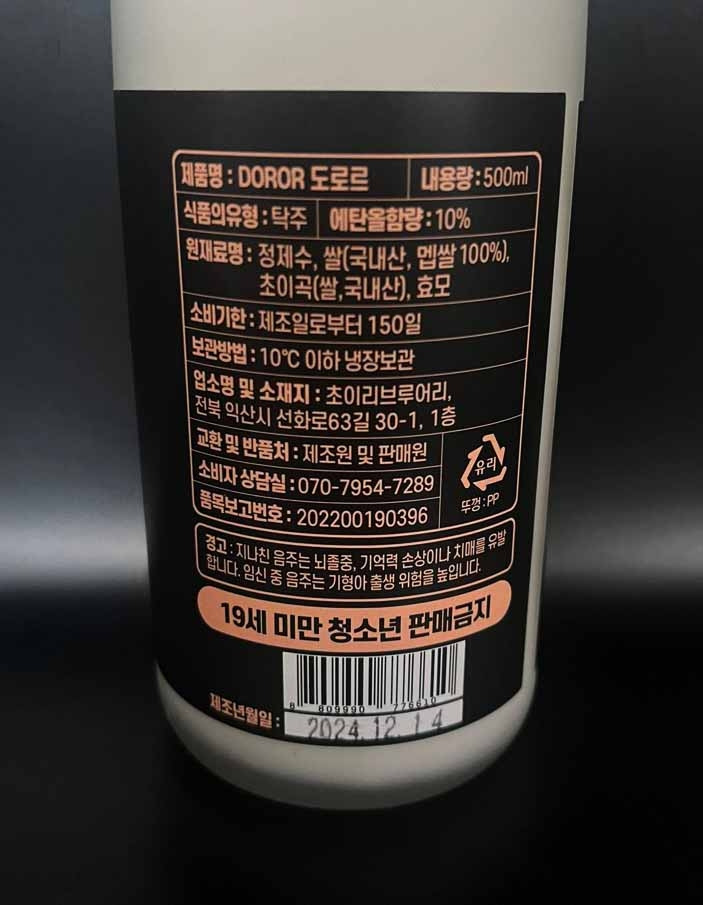 제품명 : DOROR 도로르
내용량 : 500ml
식품의유형 : 탁주
에탄올함량 : 10%
원재료명 : 정제수, 쌀(국내산, 멥쌀 100%),
초이곡(쌀,국내산), 효모
소비기한 : 제조일로부터 150일
보관방법 : 10℃ 이하 냉장보관
업소명 및 소재지 : 초이리브루어리,
전북 익산시 선화로63길 30-1, 1층
교환 및 반품처 : 제조원 및 판매원
소비자 상담실 : 070-7954-7289
품목보고번호 : 202200190396
유리
뚜껑 : PP
경고 : 지나친 음주는 뇌졸중, 기억력 손상이나 치매를 유발
합니다. 임신 중 음주는 기형아 출생 위험을 높입니다.
19세 미만 청소년 판매금지
8 809990 776610
제조년월일 :
2024.12.14